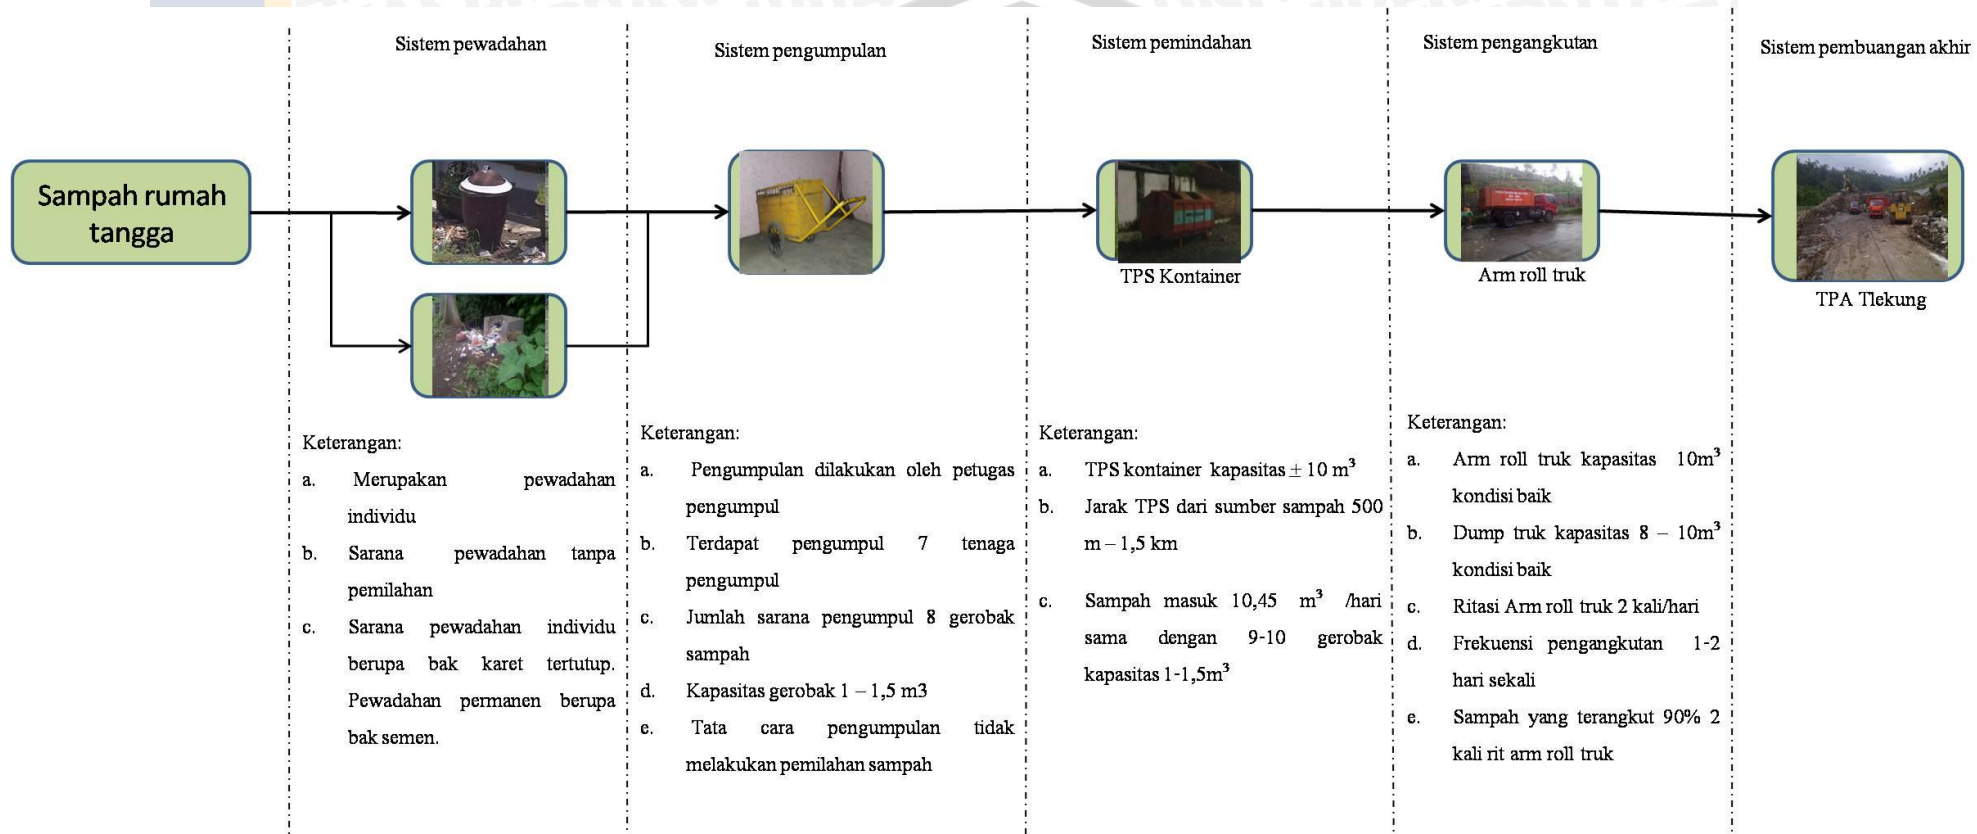 Sistem pewadahan
Sistem pengumpulan
Sistem pemindahan
Sistem pengangkutan
Sistem pembuangan akhir
Sampah rumah
tangga
TPS Kontainer
Arm roll truk
TPA Tlekung
Keterangan:
a. Merupakan pewadahan
individu
b. Sarana pewadahan tanpa
pemilahan
c. Sarana pewadahan individu
berupa bak karet tertutup.
Pewadahan permanen berupa
bak semen.
Keterangan:
a. Pengumpulan dilakukan oleh petugas
pengumpul
b. Terdapat pengumpul 7 tenaga
pengumpul
c. Jumlah sarana pengumpul 8 gerobak
sampah
d. Kapasitas gerobak 1 – 1,5 m3
e. Tata cara pengumpulan tidak
melakukan pemilahan sampah
Keterangan:
a. TPS kontainer kapasitas ± 10 m³
b. Jarak TPS dari sumber sampah 500
m – 1,5 km
c. Sampah masuk 10,45 m³ /hari
sama dengan 9-10 gerobak
kapasitas 1-1,5m³
Keterangan:
a. Arm roll truk kapasitas 10m³
kondisi baik
b. Dump truk kapasitas 8 – 10m³
kondisi baik
c. Ritasi Arm roll truk 2 kali/hari
d. Frekuensi pengangkutan 1-2
hari sekali
e. Sampah yang terangkut 90% 2
kali rit arm roll truk